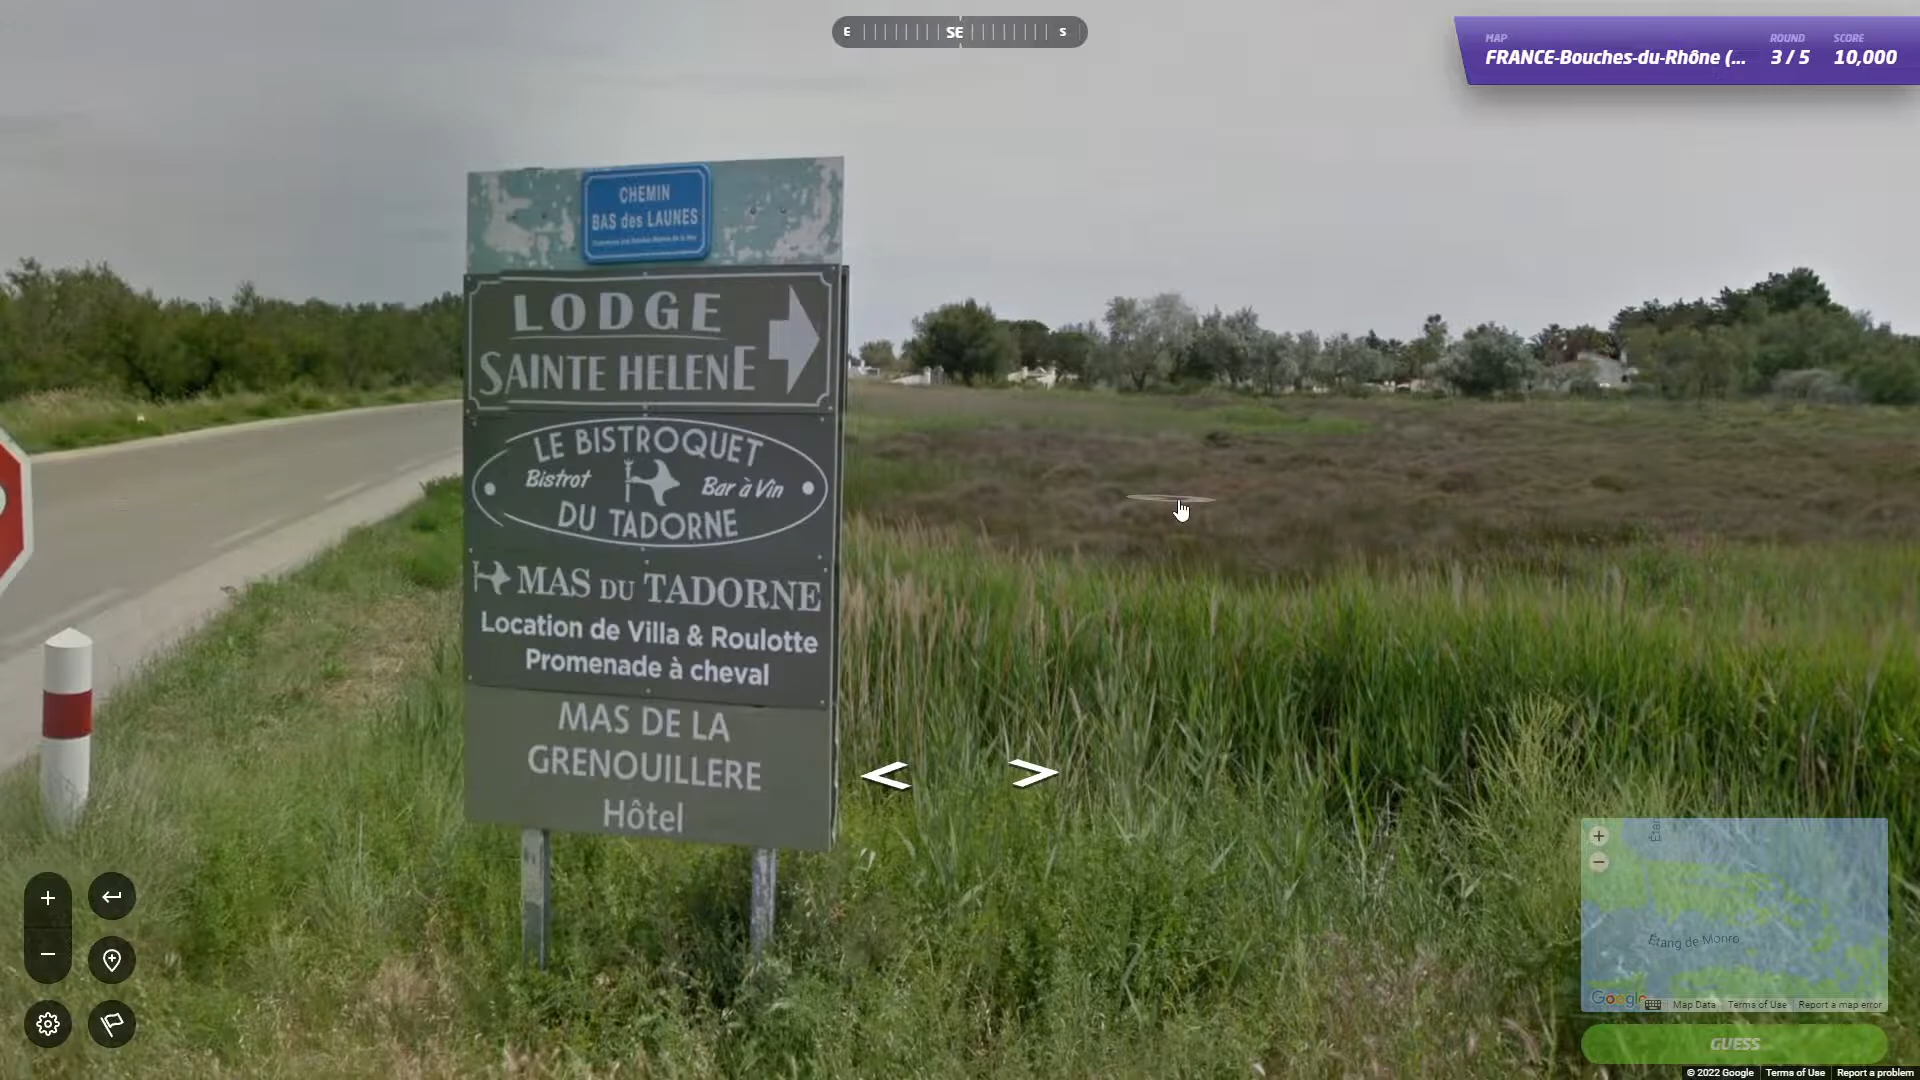 E
SE
S
MAP
FRANCE-Bouches-du-Rhône (...
ROUND
3 / 5
SCORE
10,000
CHEMIN
BAS des LAUNES
LODGE
SAINTE HELENE
LE BISTROQUET
Bistrot
Bar à Vin
DU TADORNE
MAS DU TADORNE
Location de Villa & Roulotte
Promenade à cheval
MAS DE LA
GRENOUILLERE
Hôtel
Étan
Étang de Monro
Google
Map Data
Terms of Use
Report a map error
GUESS
© 2022 Google
Terms of Use
Report a problem